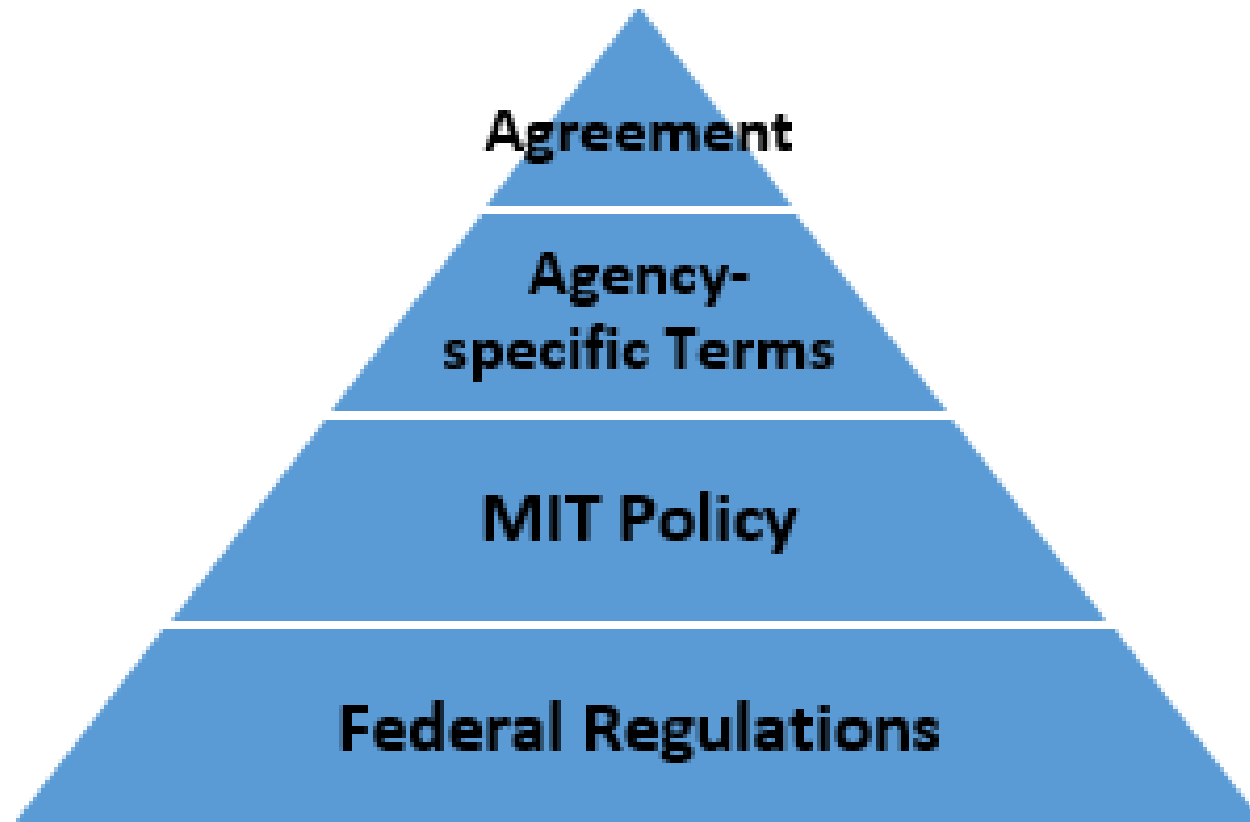 Agreement
Agency-
specific Terms
MIT Policy
Federal Regulations